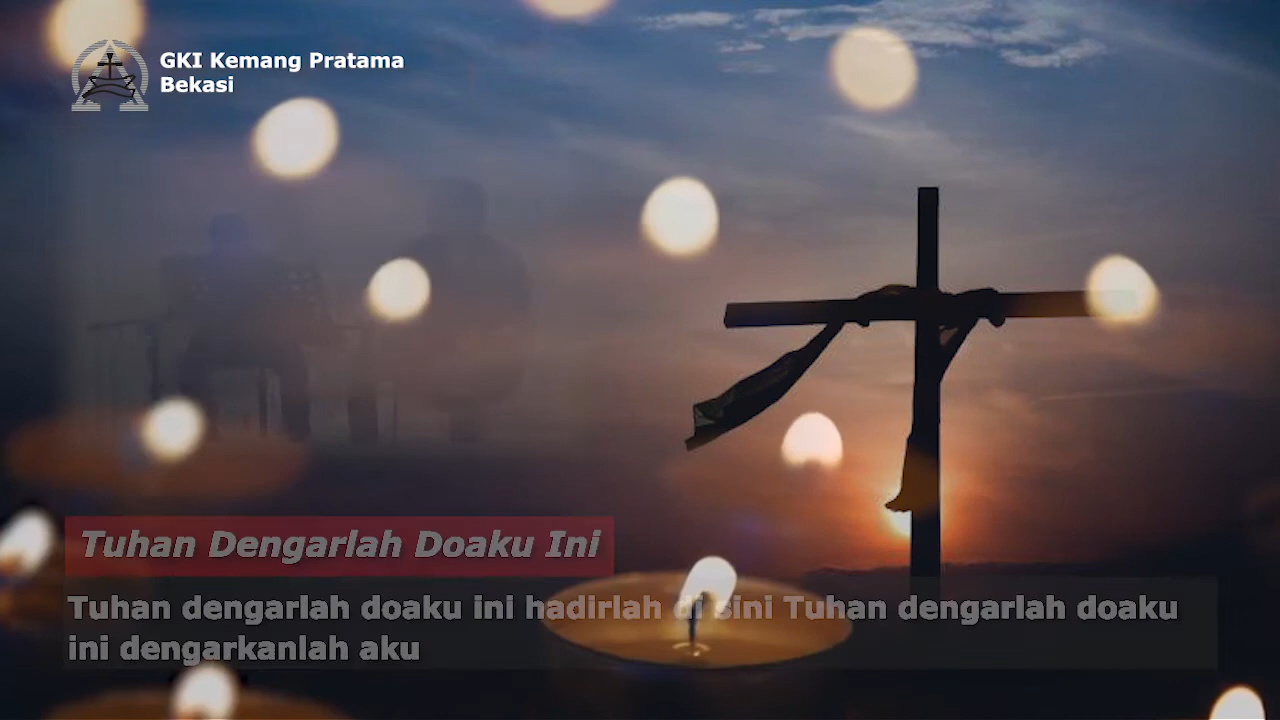 GKI Kemang Pratama
Bekasi
Tuhan Dengarlah Doaku Ini
Tuhan dengarlah doaku ini hadirlah di sini Tuhan dengarlah doaku
ini dengarkanlah aku